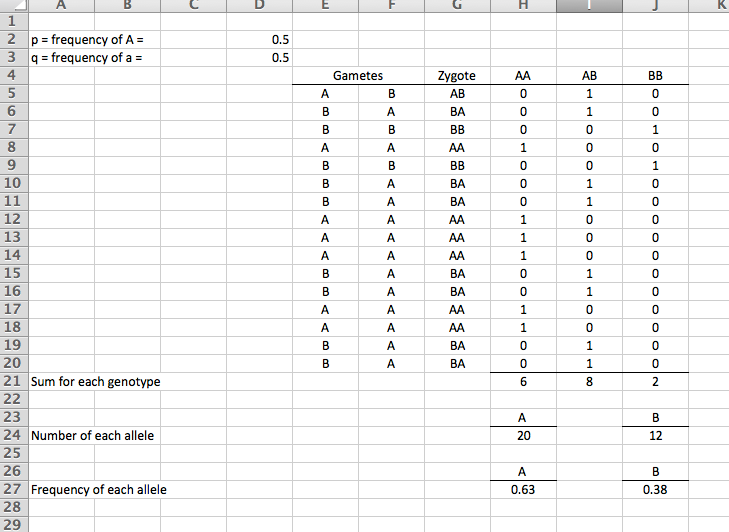 A B C D E F G H I J K
1
2 p = frequency of A = 0.5
3 q = frequency of a = 0.5
4 Gametes Zygote AA AB BB
5 A B AB 0 1 0
6 B A BA 0 1 0
7 B B BB 0 0 1
8 A A AA 1 0 0
9 B B BB 0 0 1
10 B A BA 0 1 0
11 B A BA 0 1 0
12 A A AA 1 0 0
13 A A AA 1 0 0
14 A A AA 1 0 0
15 B A BA 0 1 0
16 B A BA 0 1 0
17 A A AA 1 0 0
18 A A AA 1 0 0
19 B A BA 0 1 0
20 B A BA 0 1 0
21 Sum for each genotype 6 8 2
22
23 A B
24 Number of each allele 20 12
25
26 A B
27 Frequency of each allele 0.63 0.38
28
29